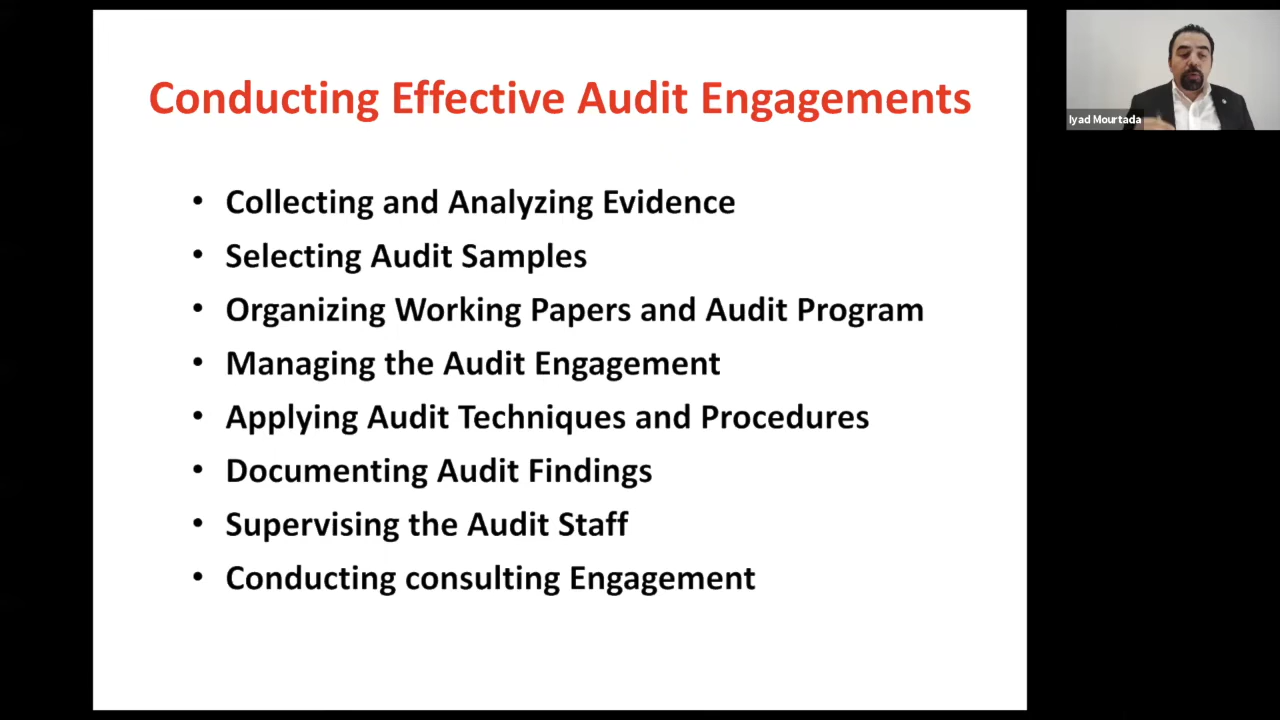 Conducting Effective Audit Engagements
• Collecting and Analyzing Evidence
• Selecting Audit Samples
• Organizing Working Papers and Audit Program
• Managing the Audit Engagement
• Applying Audit Techniques and Procedures
• Documenting Audit Findings
• Supervising the Audit Staff
• Conducting consulting Engagement
Iyad Mourtada